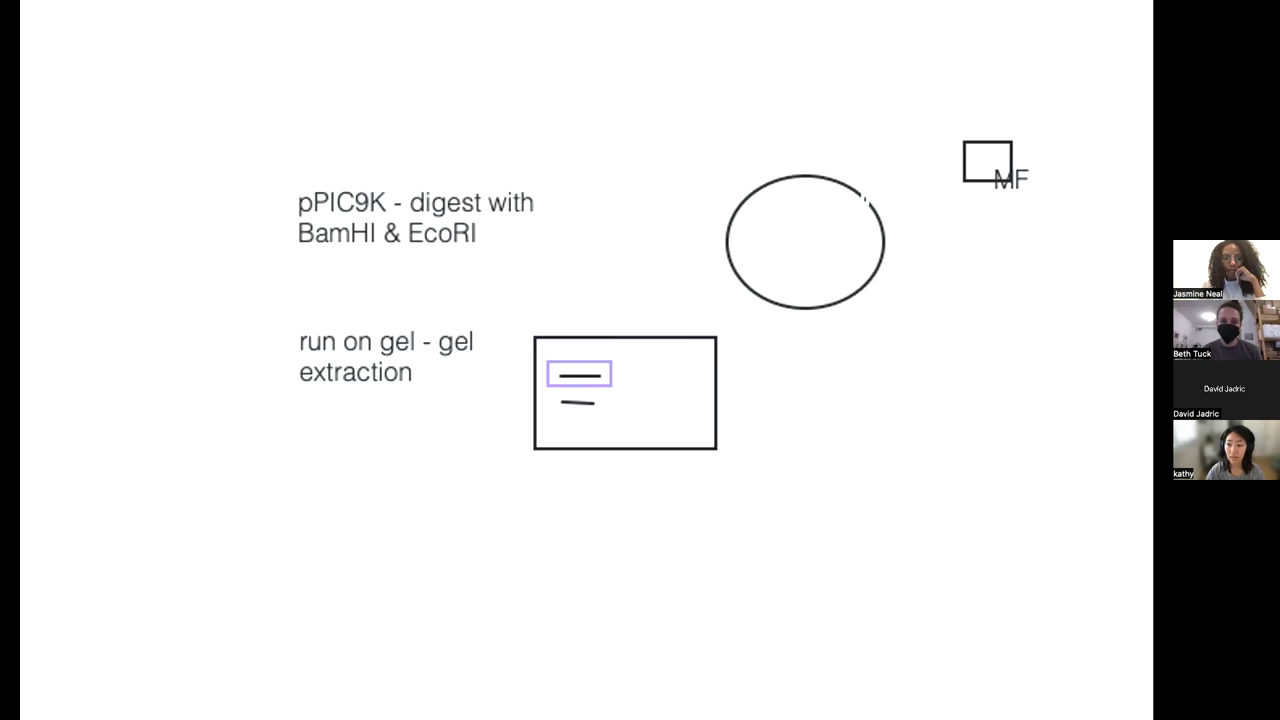 MF
pPIC9K - digest with
BamHI & EcoRI
run on gel - gel
extraction
Jasmine Neal
Beth Tuck
David Jadric
David Jadric
kathy